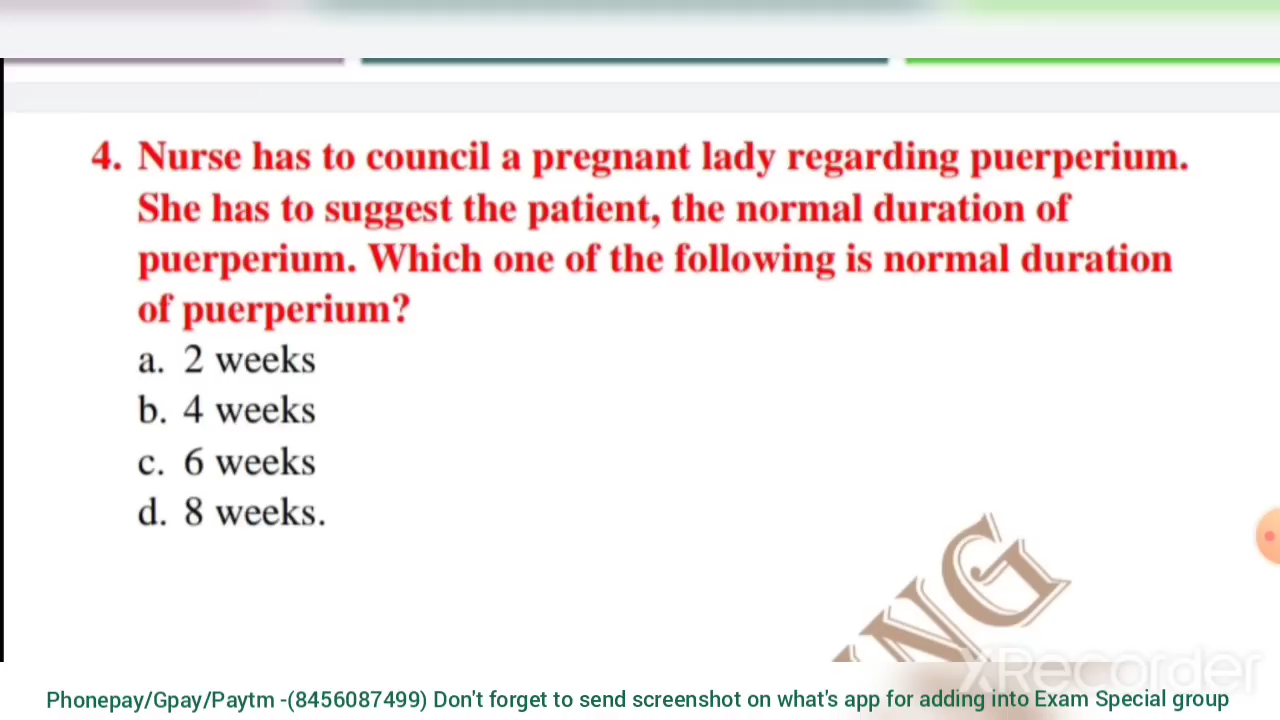 4. Nurse has to council a pregnant lady regarding puerperium.
She has to suggest the patient, the normal duration of
puerperium. Which one of the following is normal duration
of puerperium?
a. 2 weeks
b. 4 weeks
c. 6 weeks
d. 8 weeks.
NG
XRecorder
Phonepay/Gpay/Paytm -(8456087499) Don't forget to send screenshot on what's app for adding into Exam Special group